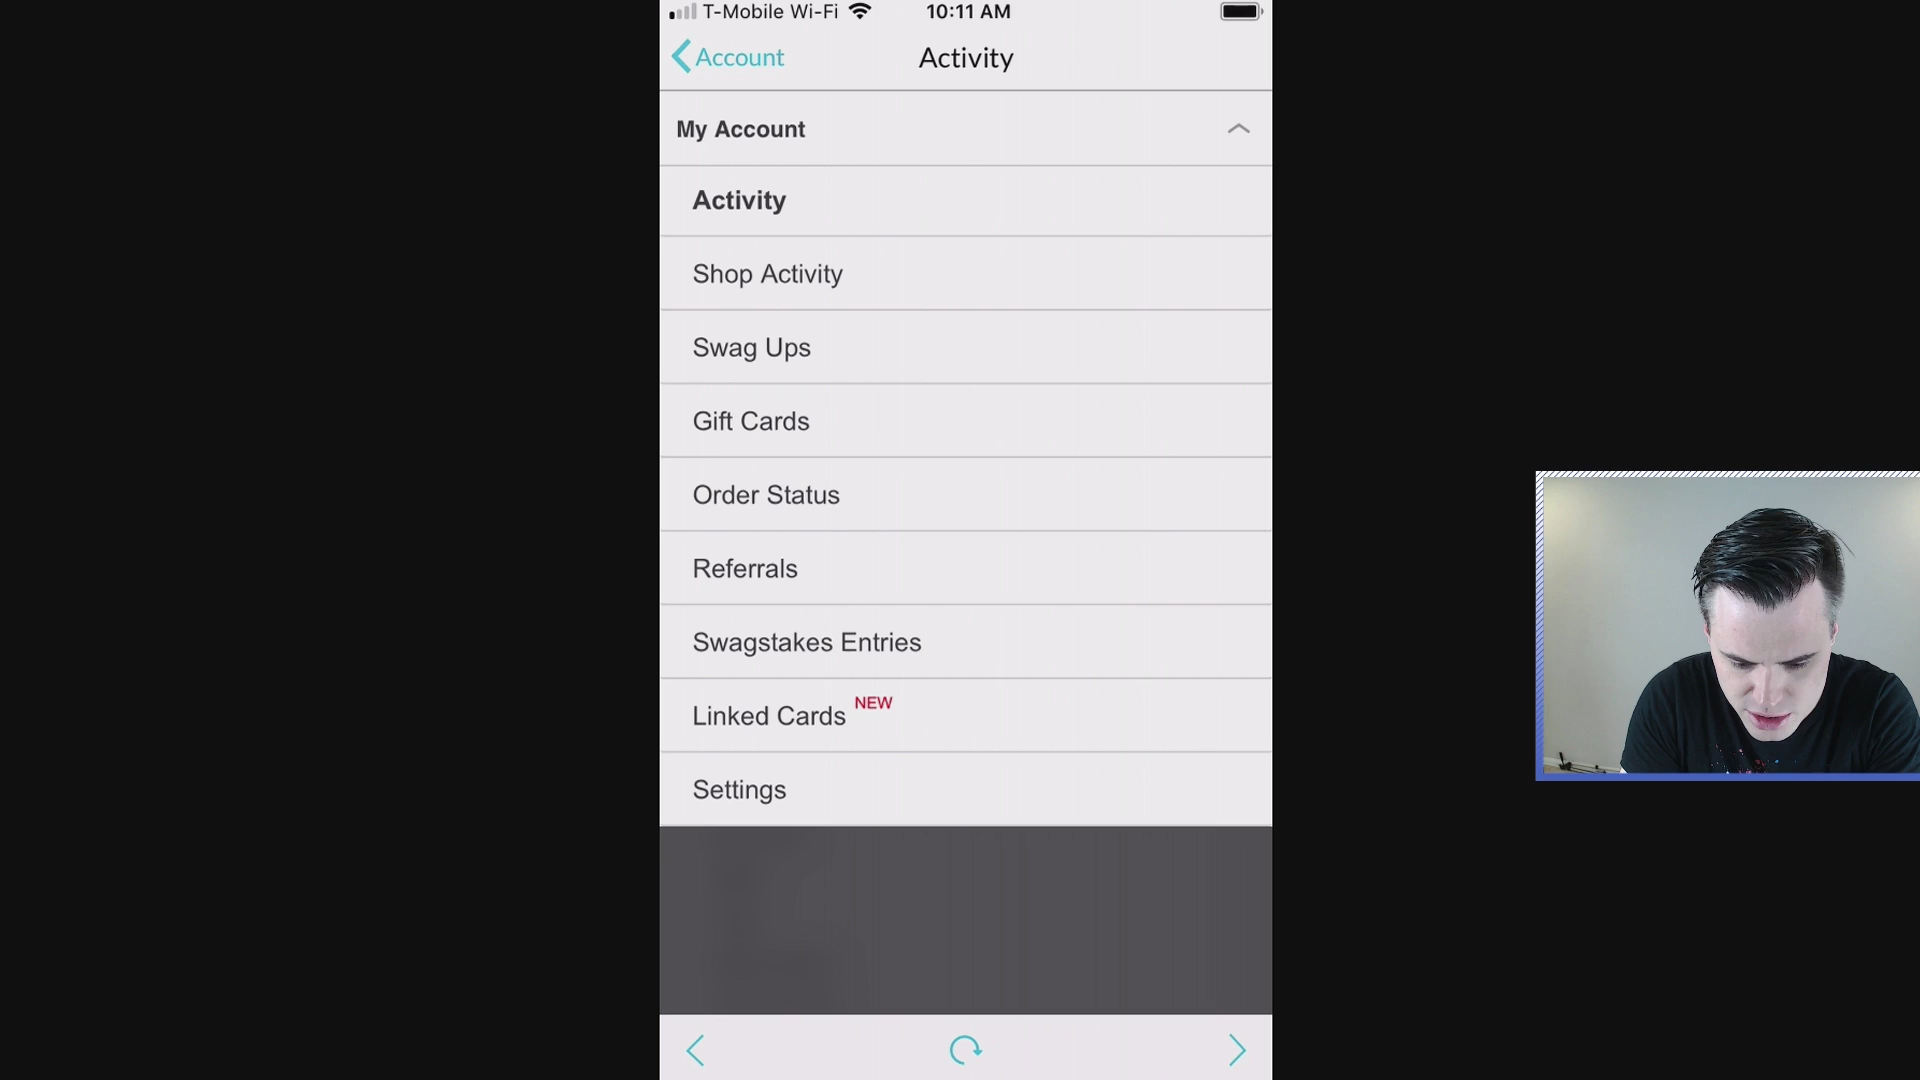 T-Mobile Wi-Fi 10:11 AM
Account Activity
My Account
Activity
Shop Activity
Swag Ups
Gift Cards
Order Status
Referrals
Swagstakes Entries
Linked Cards NEW
Settings